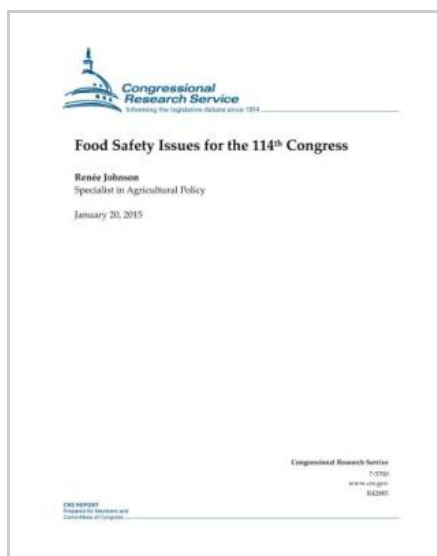 Congressional
Research Service
Informing the legislative debate since 1914
Food Safety Issues for the 114th Congress
Renée Johnson
Specialist in Agricultural Policy
January 20, 2015
Congressional Research Service
7-5700
www.crs.gov
R42885
CRS REPORT
Prepared for Members and
Committees of Congress